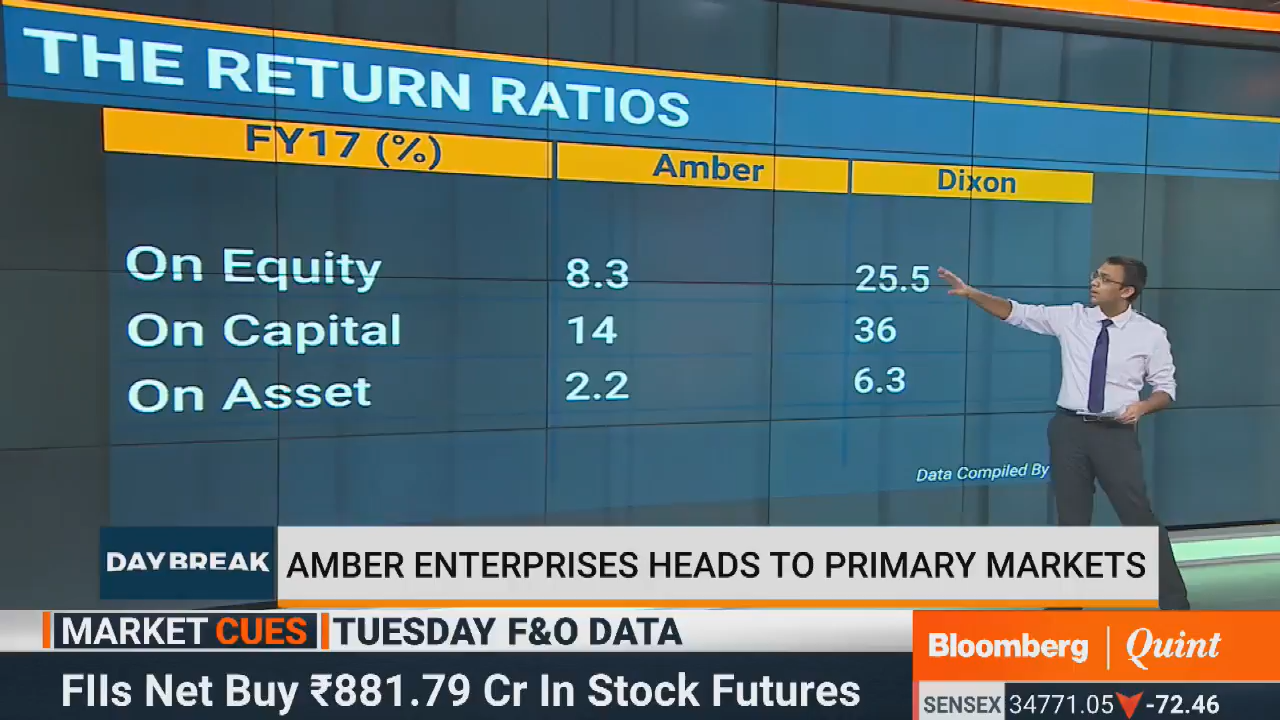 THE RETURN RATIOS
FY17 (%) Amber Dixon
On Equity 8.3 25.5
On Capital 14 36
On Asset 2.2 6.3
Data Compiled By
DAYBREAK AMBER ENTERPRISES HEADS TO PRIMARY MARKETS
MARKET CUES TUESDAY F&O DATA
FIIs Net Buy ₹881.79 Cr In Stock Futures
Bloomberg | Quint
SENSEX 34771.05 -72.46